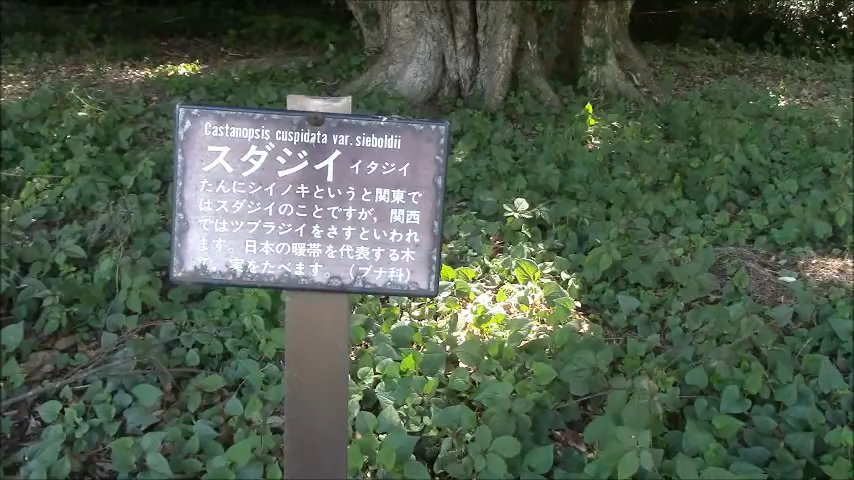 Castanopsis cuspidata var. sieboldii
スダジイ イタジイ
たんにシイノキというと関東で
はスダジイのことですが，関西
ではツブラジイをさすといわれ
ます。日本の暖帯を代表する木
で，実をたべます。（ブナ科）